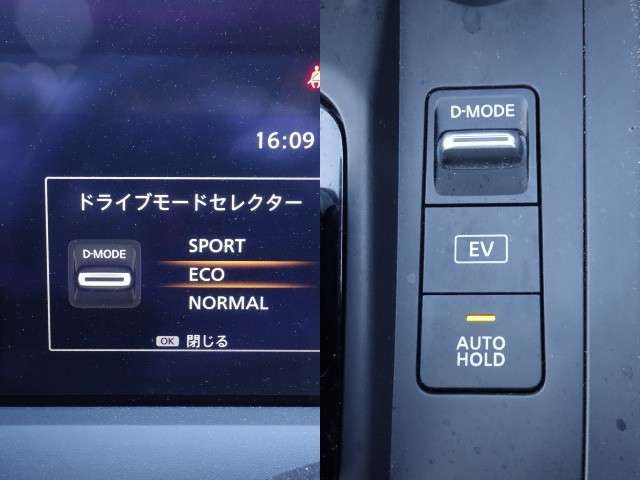 16:09
ドライブモードセレクター
D-MODE
SPORT
ECO
NORMAL
OK 閉じる
D-MODE
EV
AUTO
HOLD